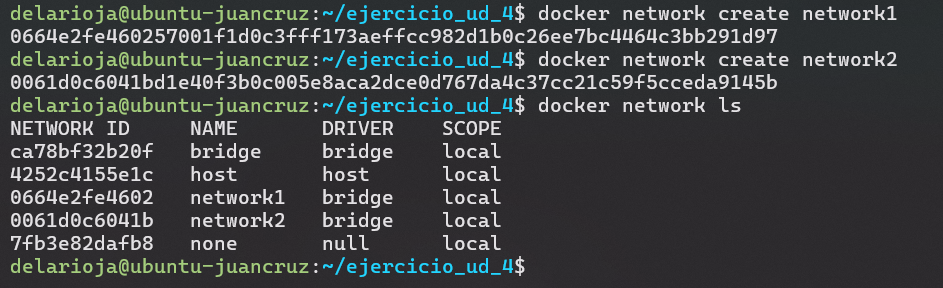 delarioja@ubuntu-juancruz:~/ejercicio_ud_4$ docker network create network1
0664e2fe460257001f1d0c3fff173aeffcc982d1b0c26ee7bc4464c3bb291d97
delarioja@ubuntu-juancruz:~/ejercicio_ud_4$ docker network create network2
0061d0c6041bd1e40f3b0c005e8aca2dce0d767da4c37cc21c59f5cceda9145b
delarioja@ubuntu-juancruz:~/ejercicio_ud_4$ docker network ls
NETWORK ID     NAME       DRIVER    SCOPE
ca78bf32b20f   bridge     bridge    local
4252c4155e1c   host       host      local
0664e2fe4602   network1   bridge    local
0061d0c6041b   network2   bridge    local
7fb3e82dafb8   none       null      local
delarioja@ubuntu-juancruz:~/ejercicio_ud_4$